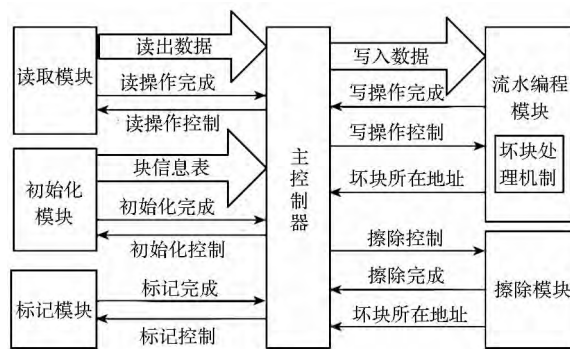 读取模块
读出数据
读操作完成
读操作控制
初始化
模块
块信息表
初始化完成
初始化控制
标记模块
标记完成
标记控制
主控制器
写入数据
写操作完成
写操作控制
坏块所在地址
擦除控制
擦除完成
坏块所在地址
流水编程
模块
坏块处
理机制
擦除模块